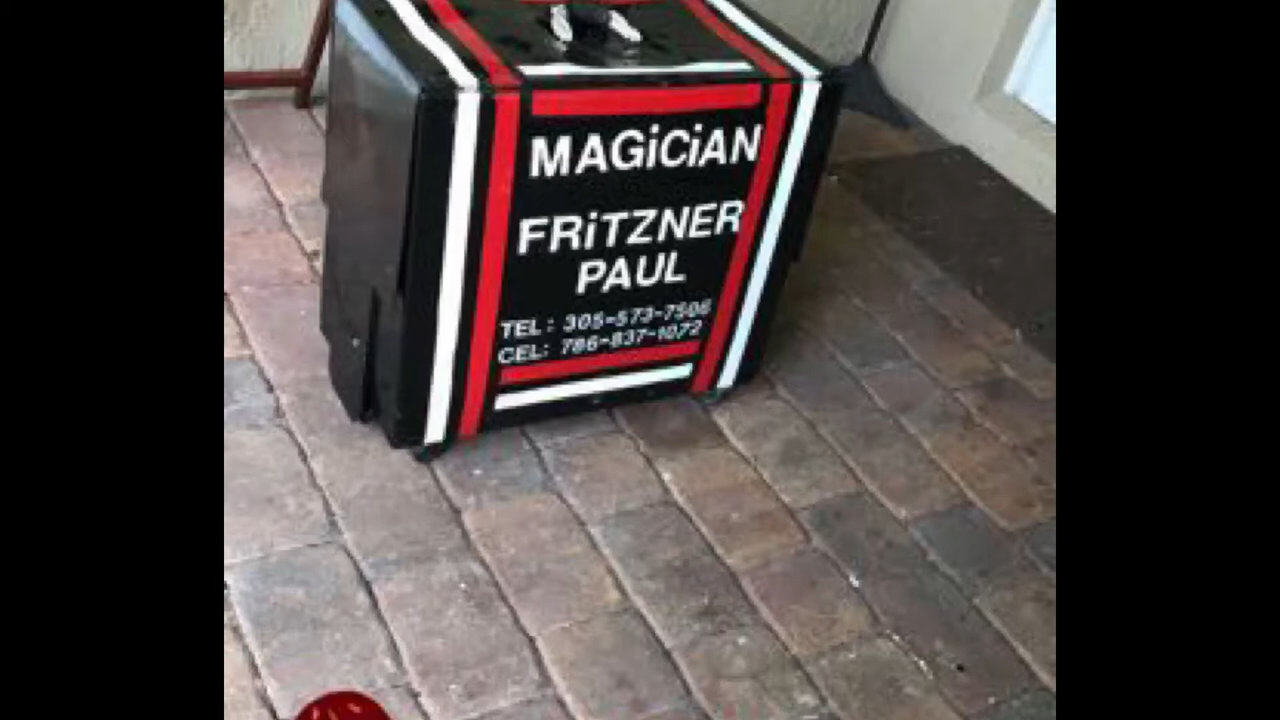 MAGiCiAN
FRiTZNER
PAUL
TEL: 305-573-7506
CEL: 786-837-1072